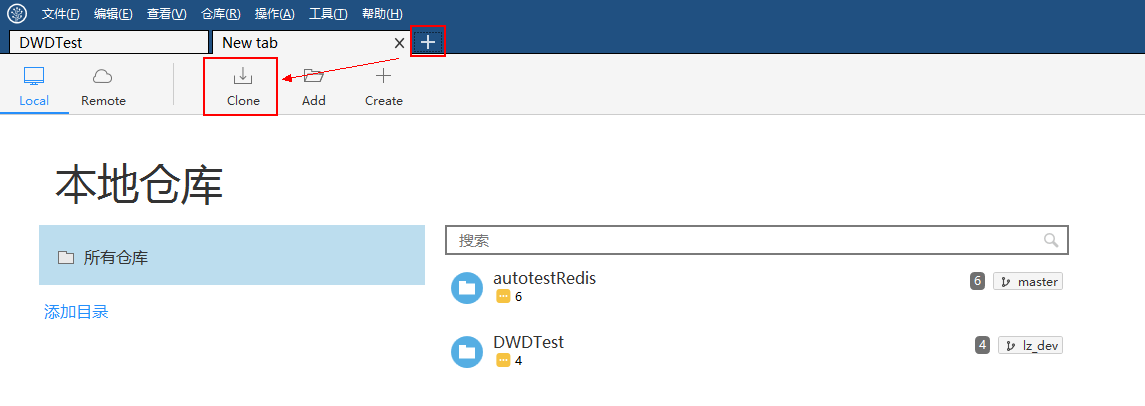 文件(F) 编辑(E) 查看(V) 仓库(R) 操作(A) 工具(T) 帮助(H)
DWDTest New tab
Local Remote Clone Add Create
本地仓库
所有仓库
添加目录
搜索
autotestRedis 6 master
6
DWDTest 4 lz_dev
4